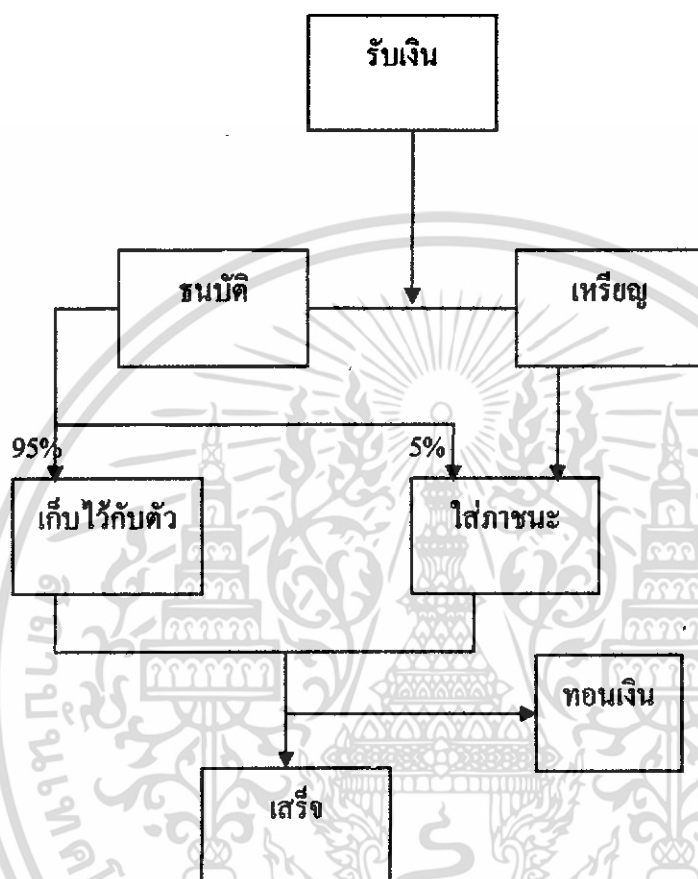 รับเงิน
ธนบัติ
เหรียญ
95%
5%
เก็บไว้กับตัว
ใส่ภาชนะ
ทอนเงิน
เสร็จ